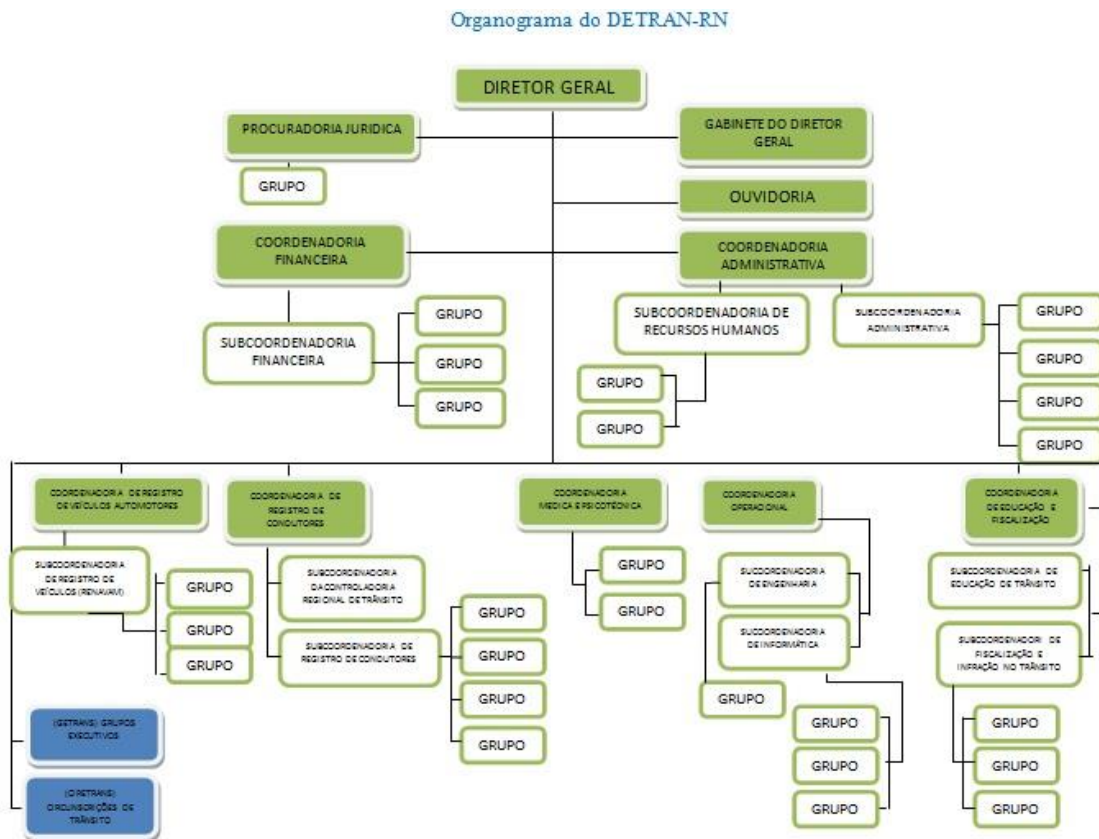 Organograma do DETRAN-RN
DIRETOR GERAL
PROCURADORIA JURIDICA
GABINETE DO DIRETOR
GERAL
GRUPO
OUVIDORIA
COORDENADORIA
FINANCEIRA
COORDENADORIA
ADMINISTRATIVA
SUBCOORDENADORIA
FINANCEIRA
GRUPO
GRUPO
GRUPO
SUBCOORDENADORIA DE
RECURSOS HUMANOS
GRUPO
GRUPO
SUBCOORDENADORIA
ADMINISTRATIVA
GRUPO
GRUPO
GRUPO
GRUPO
COORDENADORIA DE REGISTRO
DE VEÍCULOS AUTOMOTORES
SUBCOORDENADORIA
DE REGISTRO DE
VEÍCULOS (RENAVAM)
GRUPO
GRUPO
GRUPO
COORDENADORIA DE
REGISTRO DE
CONDUTORES
SUBCOORDENADORIA
DA CONTROLADORIA
REGIONAL DE TRÂNSITO
SUBCOORDENADORIA DE
REGISTRO DE CONDUTORES
GRUPO
GRUPO
GRUPO
GRUPO
COORDENADORIA
MEDICA E PSICOTÉCNICA
GRUPO
GRUPO
COORDENADORIA
OPERACIONAL
SUBCOORDENADORIA
DE ENGENHARIA
SUCOORDENADORIA
DE INFORMÁTICA
GRUPO
GRUPO
GRUPO
GRUPO
COORDENADORIA
DE EDUCAÇÃO E
FISCALIZAÇÃO
SUBCOORDENADORIA DE
EDUCAÇÃO DE TRÂNSITO
SUBCOORDENADORI DE
FISCALIZAÇÃO E
INFRAÇÃO NO TRÂNSITO
GRUPO
GRUPO
GRUPO
(GETRANS) GRUPOS
EXECUTIVOS
(CIRETRANS)
CIRCUNSCRIÇÕES DE
TRÂNSITO